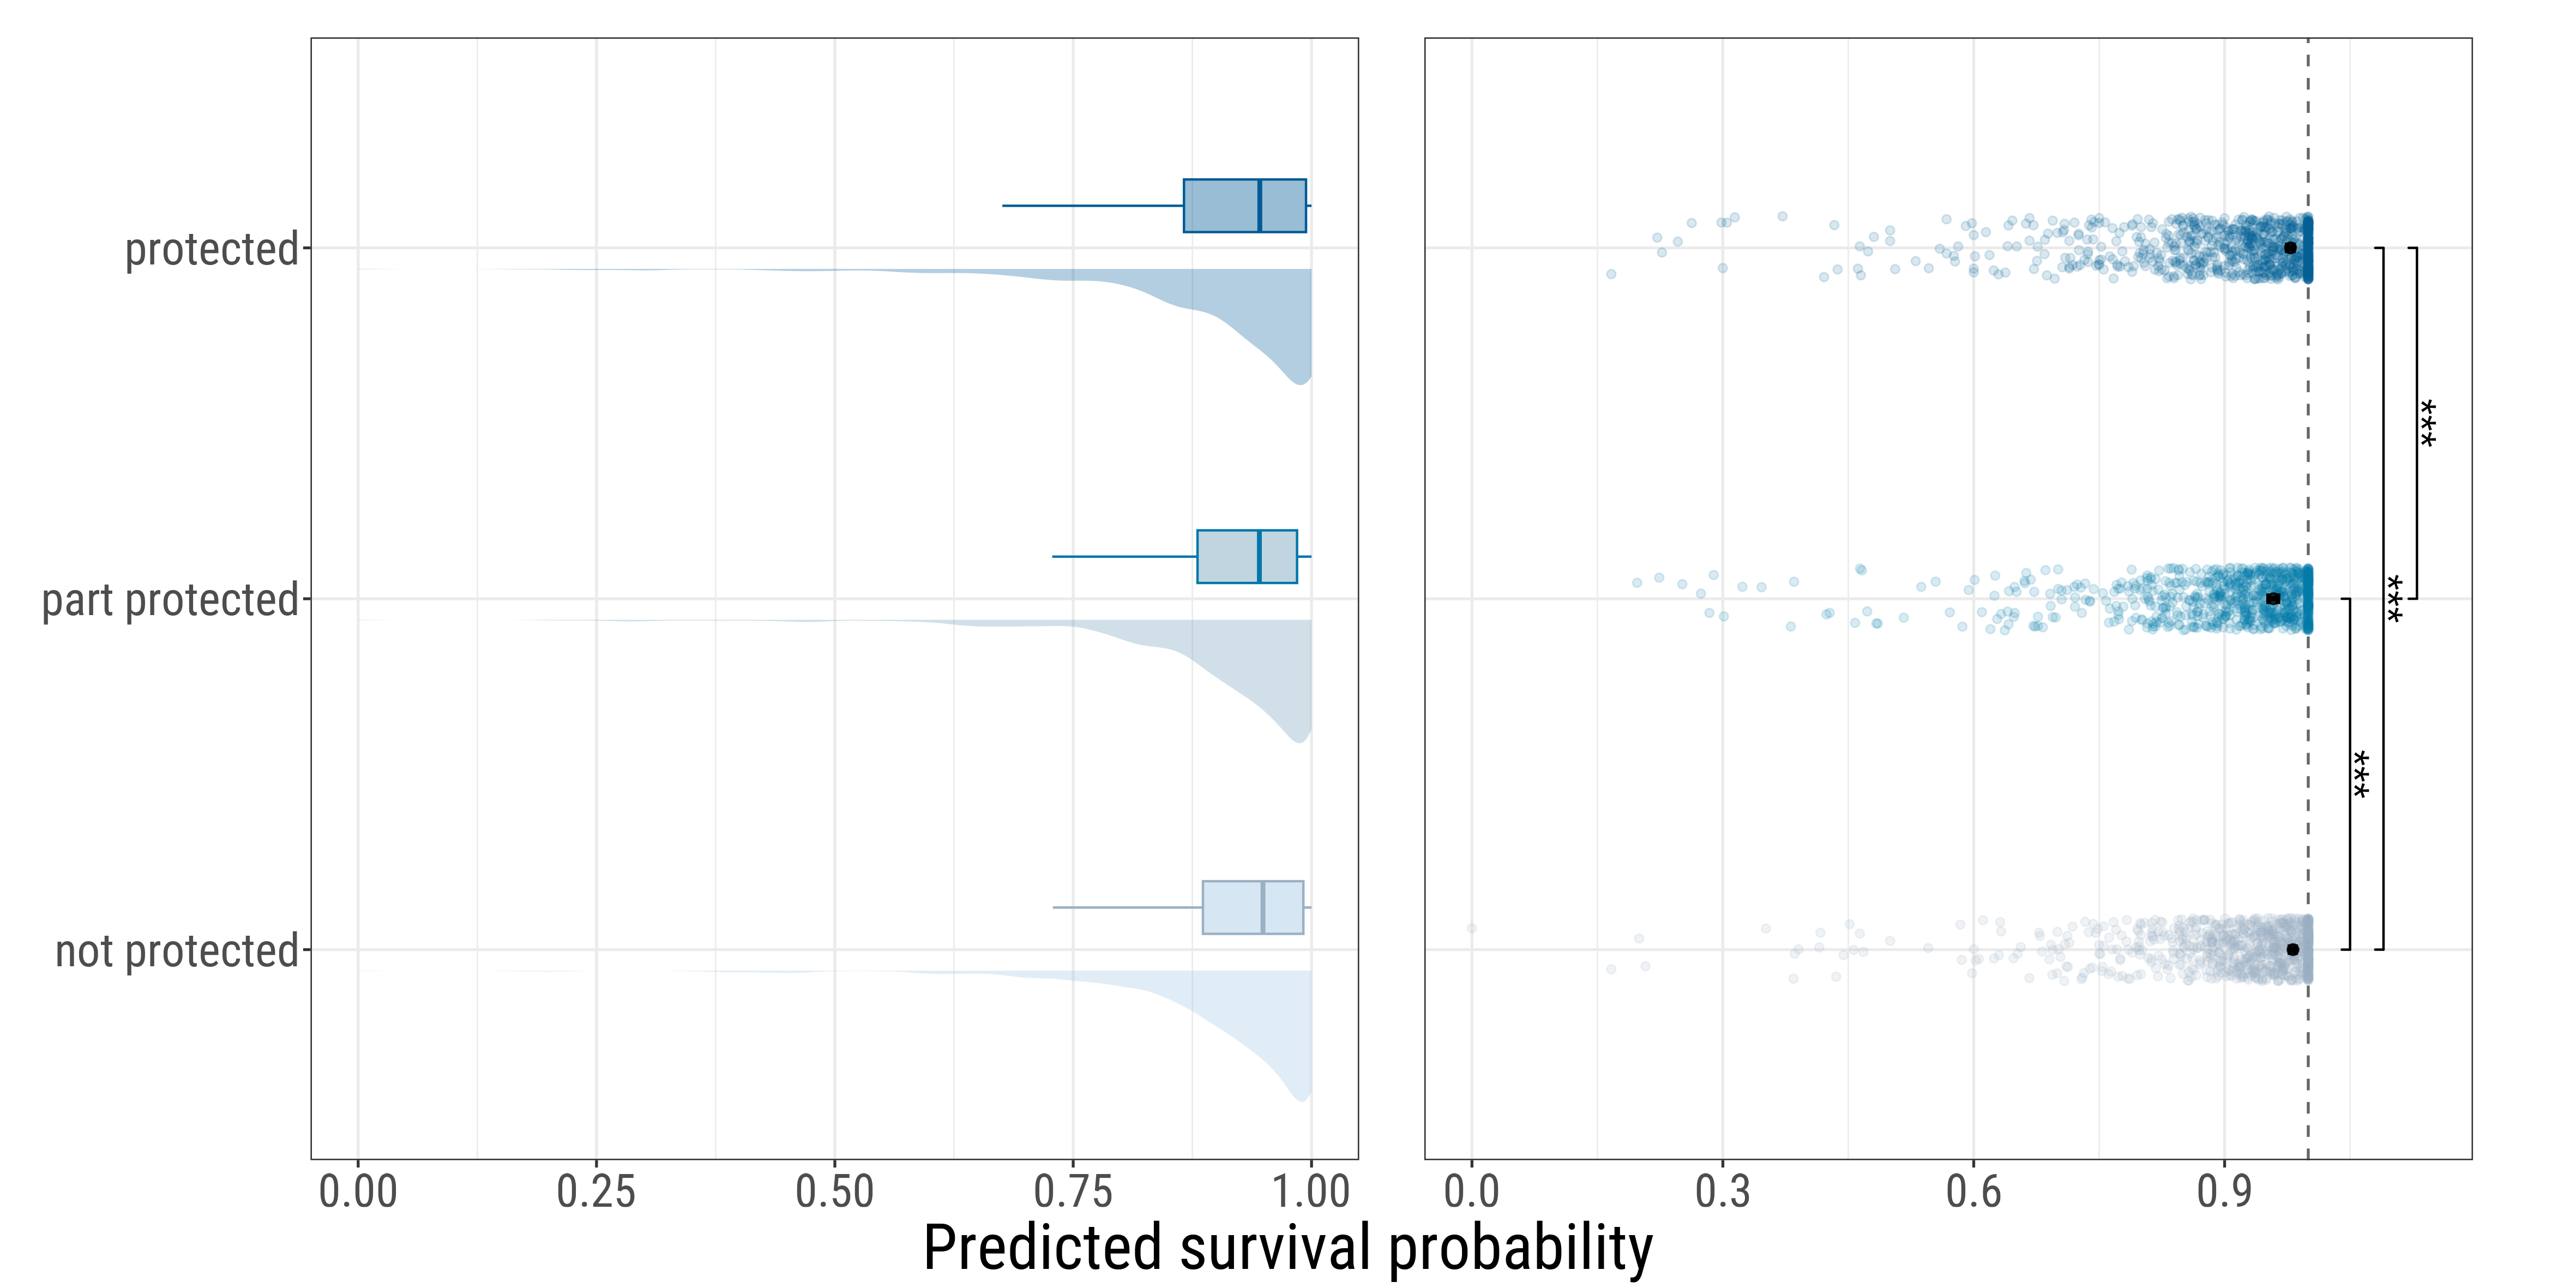 protected
part protected
not protected
***
***
***
0.00 0.25 0.50 0.75 1.00 0.0 0.3 0.6 0.9
Predicted survival probability